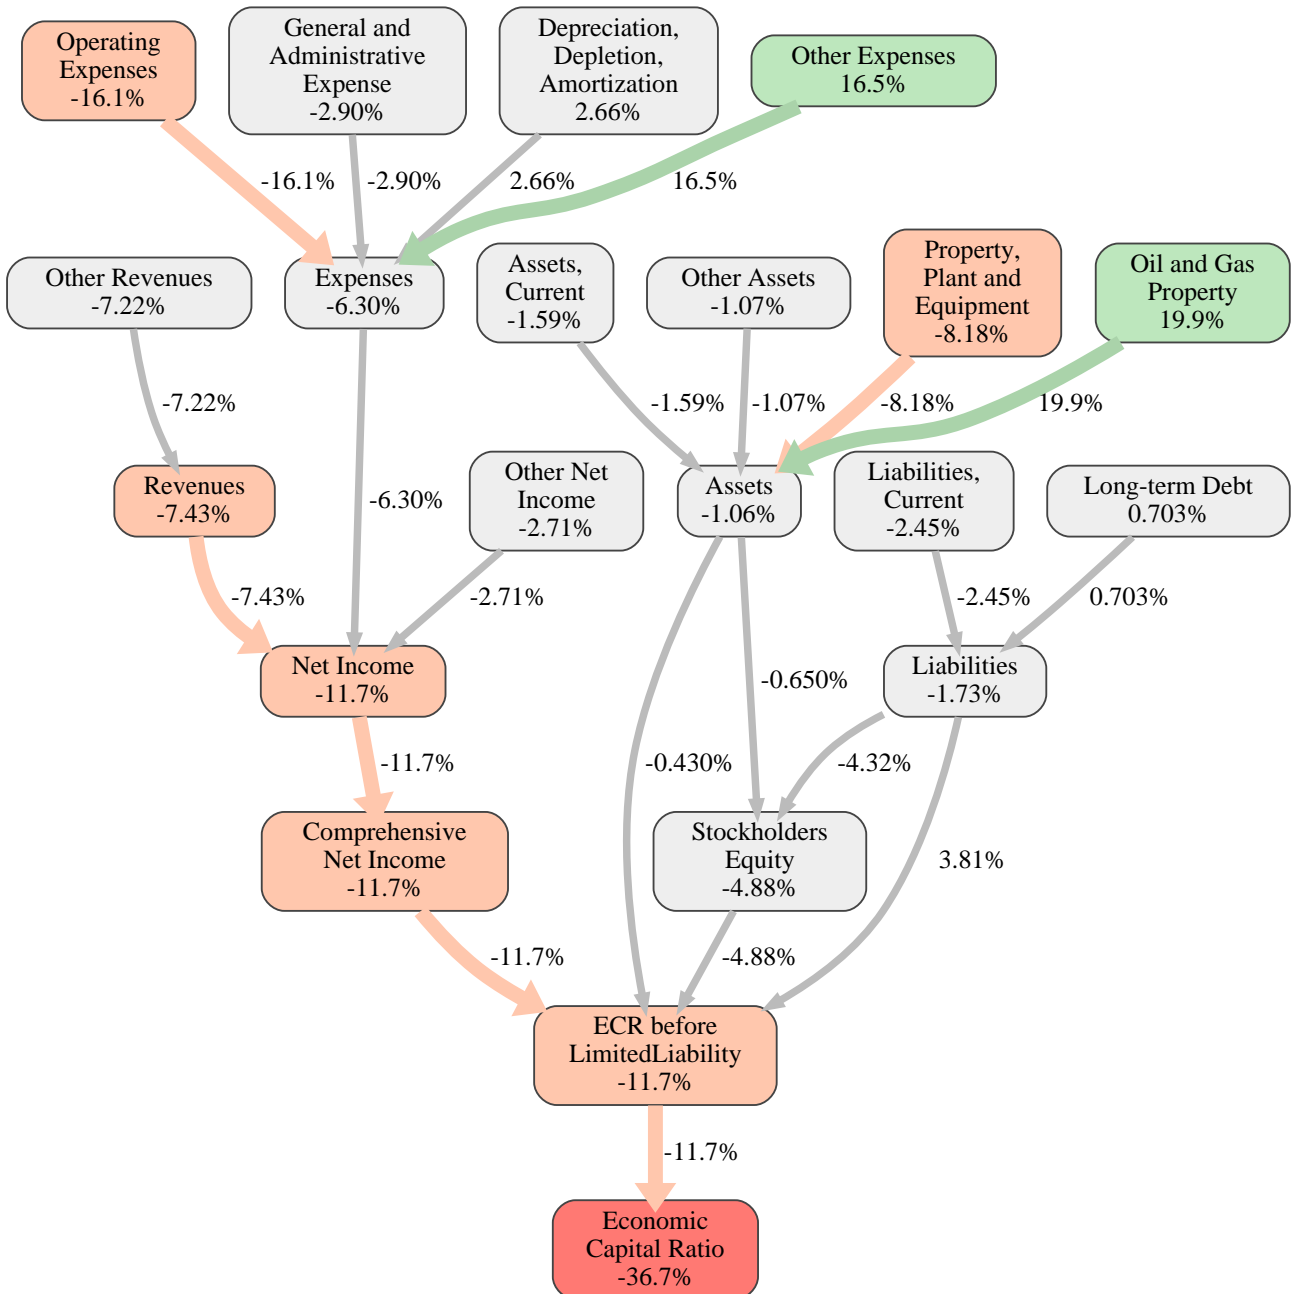 Operating
Expenses
-16.1%
General and
Administrative
Expense
-2.90%
Depreciation,
Depletion,
Amortization
2.66%
Other Expenses
16.5%
-16.1%
-2.90%
2.66%
16.5%
Other Revenues
-7.22%
Expenses
-6.30%
Assets,
Current
-1.59%
Other Assets
-1.07%
Property,
Plant and
Equipment
-8.18%
Oil and Gas
Property
19.9%
-7.22%
-1.59%
-1.07%
-8.18%
19.9%
Revenues
-7.43%
-6.30%
Other Net
Income
-2.71%
Assets
-1.06%
Liabilities,
Current
-2.45%
Long-term Debt
0.703%
-7.43%
-2.71%
-2.45%
0.703%
Net Income
-11.7%
-0.650%
Liabilities
-1.73%
-11.7%
-0.430%
-4.32%
Comprehensive
Net Income
-11.7%
Stockholders
Equity
-4.88%
3.81%
-11.7%
-4.88%
ECR before
LimitedLiability
-11.7%
-11.7%
Economic
Capital Ratio
-36.7%